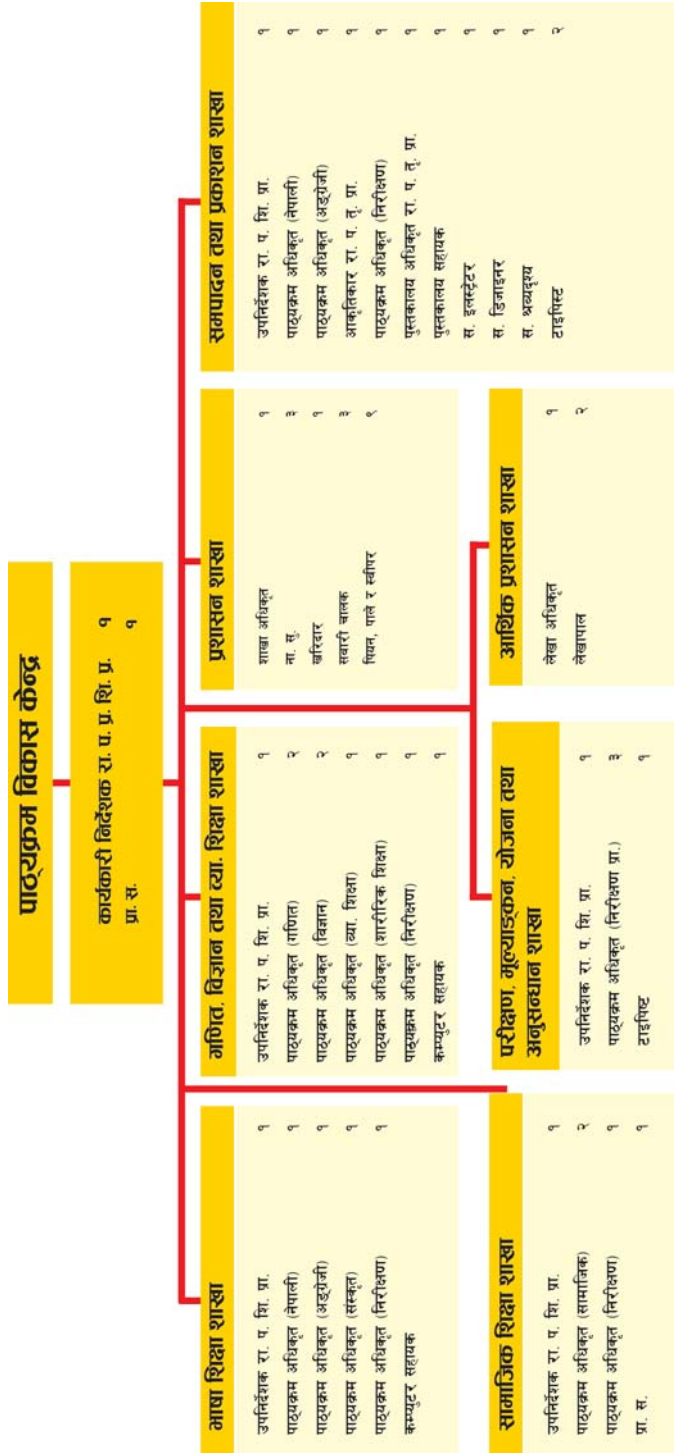 पाठ्यक्रम विकास केन्द्र
कार्यकारी निर्देशक रा. प. प्र. शि. प्र. १
प्रा. स. १
भाषा शिक्षा शाखा
उपनिर्देशक रा. प. शि. प्रा. १
पाठ्यक्रम अधिकृत (नेपाली) १
पाठ्यक्रम अधिकृत (अङ्ग्रेजी) १
पाठ्यक्रम अधिकृत (संस्कृत) १
पाठ्यक्रम अधिकृत (निरीक्षण) १
कम्प्युटर सहायक
गणित, विज्ञान तथा व्या. शिक्षा शाखा
उपनिर्देशक रा. प. शि. प्रा. १
पाठ्यक्रम अधिकृत (गणित) २
पाठ्यक्रम अधिकृत (विज्ञान) २
पाठ्यक्रम अधिकृत (व्या. शिक्षा) १
पाठ्यक्रम अधिकृत (शारीरिक शिक्षा) १
पाठ्यक्रम अधिकृत (निरीक्षण) १
कम्प्युटर सहायक १
प्रशासन शाखा
शाखा अधिकृत १
ना. सु. ३
खरिदार १
सवारी चालक ३
पियन, पाले र स्वीपर ९
समपादन तथा प्रकाशन शाखा
उपनिर्देशक रा. प. शि. प्रा. १
पाठ्यक्रम अधिकृत (नेपाली) १
पाठ्यक्रम अधिकृत (अङ्ग्रेजी) १
आकृतिकार रा. प. तृ. प्रा. १
पाठ्यक्रम अधिकृत (निरीक्षण) १
पुस्तकालय अधिकृत रा. प. तृ. प्रा. १
पुस्तकालय सहायक १
स. इलस्ट्रेटर १
स. डिजाइनर १
स. श्रव्यदृश्य १
टाइपिस्ट २
सामाजिक शिक्षा शाखा
उपनिर्देशक रा. प. शि. प्रा. १
पाठ्यक्रम अधिकृत (सामाजिक) २
पाठ्यक्रम अधिकृत (निरीक्षण) १
प्रा. स. १
परीक्षण, मूल्याङ्कन, योजना तथा
अनुसन्धान शाखा
उपनिर्देशक रा. प. शि. प्रा. १
पाठ्यक्रम अधिकृत (निरीक्षण प्रा.) ३
टाइपिष्ट १
आर्थिक प्रशासन शाखा
लेखा अधिकृत १
लेखापाल २